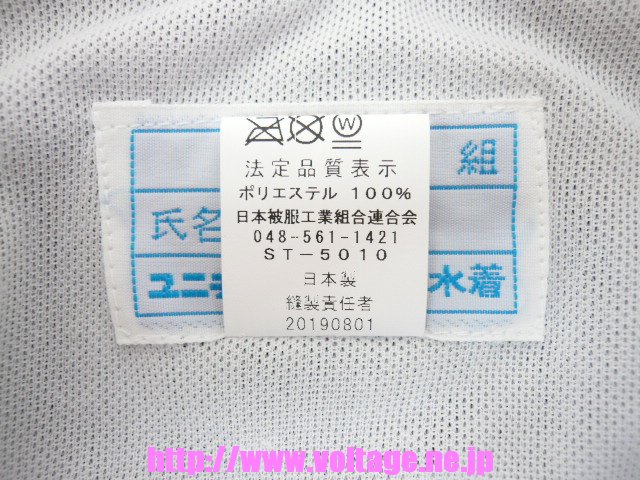 W
法定品質表示
ポリエステル 100%
日本被服工業組合連合会
048-561-1421
ST-5010
日本製
縫製責任者
20190801
組
氏名
ユニ
水着
http://www.voltage.ne.jp